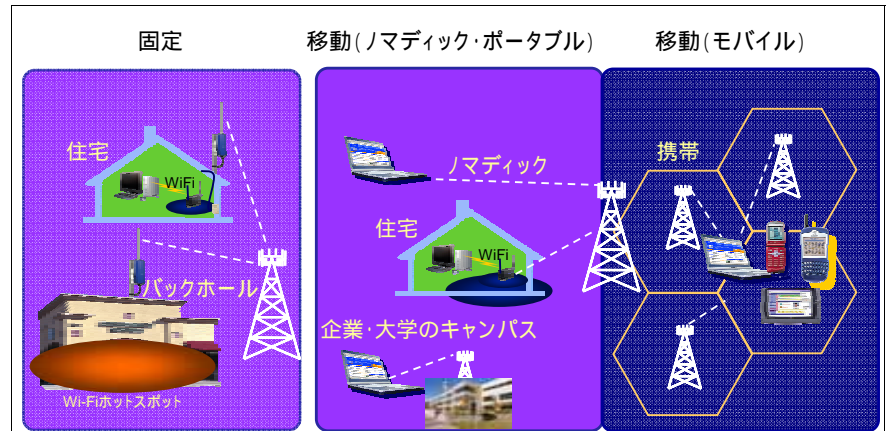 固定
移動(ノマディック・ポータブル)
移動(モバイル)
住宅
WiFi
バックホール
Wi-Fiホットスポット
ノマディック
住宅
WiFi
企業・大学のキャンパス
携帯